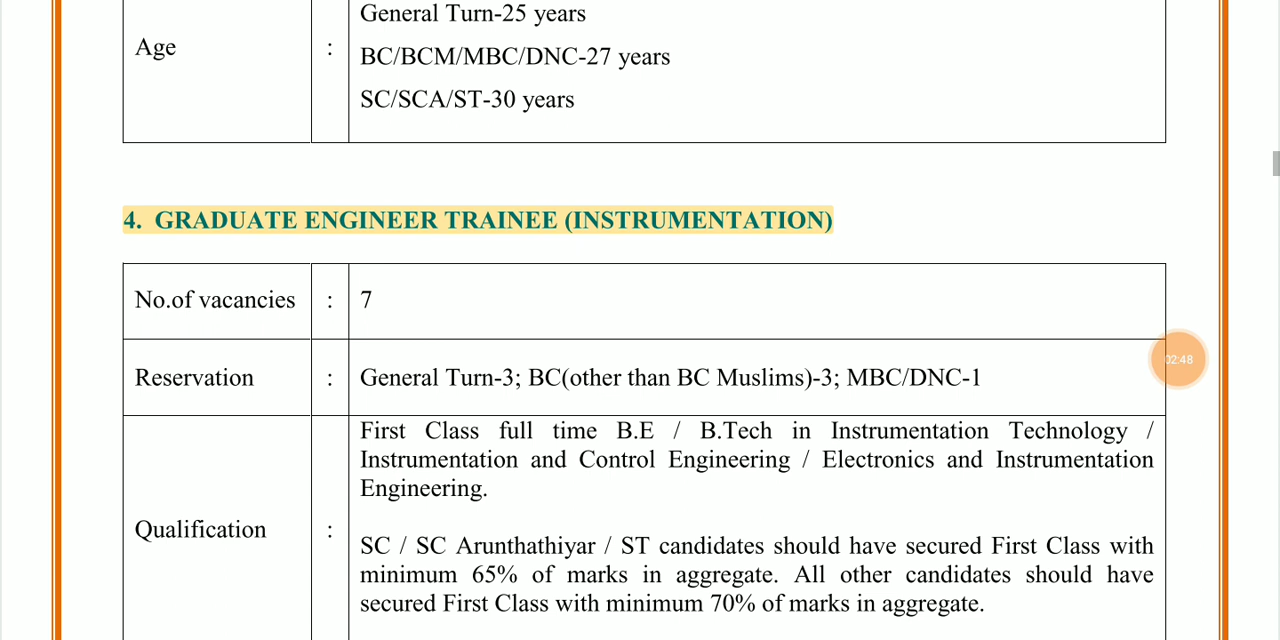 General Turn-25 years
Age : BC/BCM/MBC/DNC-27 years
SC/SCA/ST-30 years
4. GRADUATE ENGINEER TRAINEE (INSTRUMENTATION)
No.of vacancies : 7
02:48
Reservation : General Turn-3; BC(other than BC Muslims)-3; MBC/DNC-1
First Class full time B.E / B.Tech in Instrumentation Technology /
Instrumentation and Control Engineering / Electronics and Instrumentation
Engineering.
Qualification :
SC / SC Arunthathiyar / ST candidates should have secured First Class with
minimum 65% of marks in aggregate. All other candidates should have
secured First Class with minimum 70% of marks in aggregate.